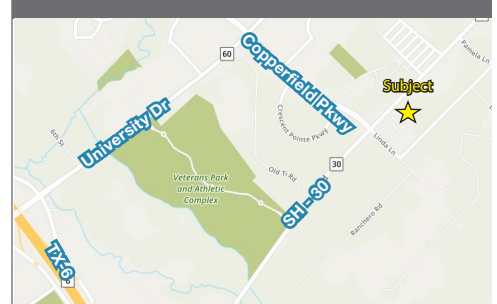 60
Copperfield Pkwy
Pamela Ln
Subject
University Dr
6th St
Crescent Pointe Pkwy
Linda Ln
Old Ti Rd
30
Veterans Park
and Athletic
Complex
SH - 30
Ranchero Rd
TX-6